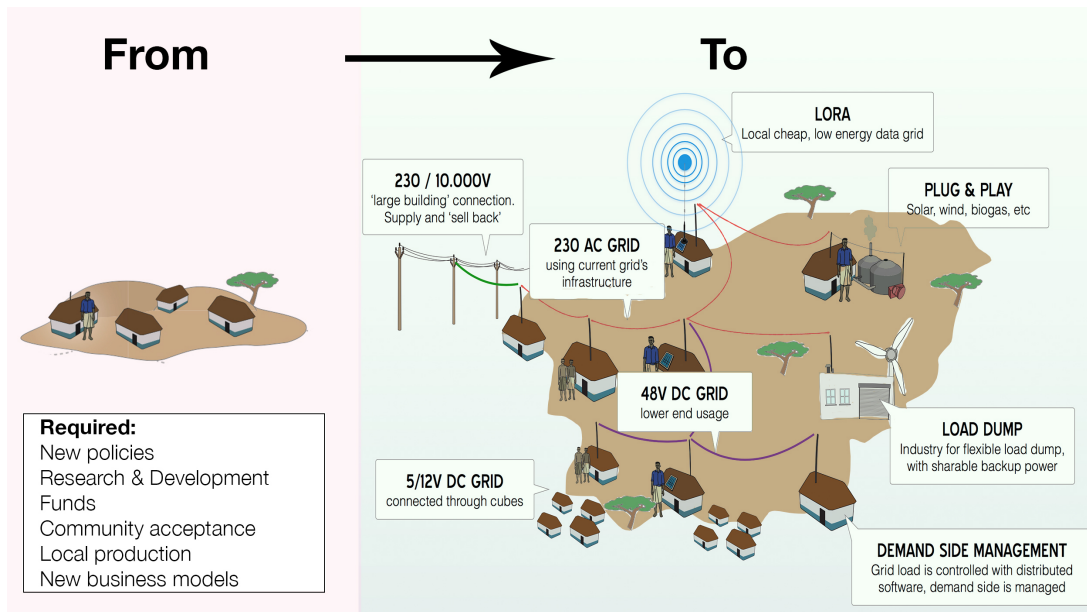 From
To
LORA
Local cheap, low energy data grid
230 / 10.000V
‘large building’ connection.
Supply and ‘sell back’
PLUG & PLAY
Solar, wind, biogas, etc
230 AC GRID
using current grid’s
infrastructure
48V DC GRID
lower end usage
LOAD DUMP
Industry for flexible load dump,
with sharable backup power
5/12V DC GRID
connected through cubes
DEMAND SIDE MANAGEMENT
Grid load is controlled with distributed
software, demand side is managed
Required:
New policies
Research & Development
Funds
Community acceptance
Local production
New business models